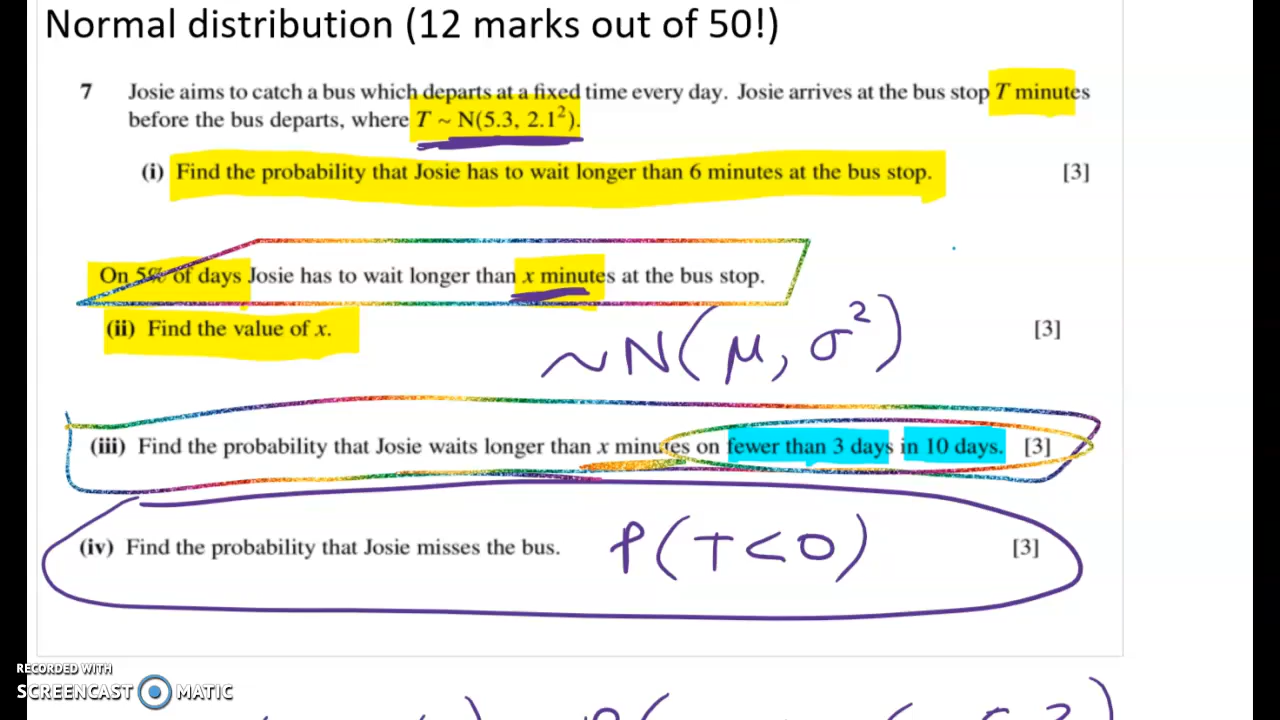 Normal distribution (12 marks out of 50!)
7 Josie aims to catch a bus which departs at a fixed time every day. Josie arrives at the bus stop T minutes
before the bus departs, where T ~ N(5.3, 2.1²).
(i) Find the probability that Josie has to wait longer than 6 minutes at the bus stop. [3]
On 5% of days Josie has to wait longer than x minutes at the bus stop.
(ii) Find the value of x. [3]
~N(μ, σ²)
(iii) Find the probability that Josie waits longer than x minutes on fewer than 3 days in 10 days. [3]
(iv) Find the probability that Josie misses the bus. P(T<0) [3]
RECORDED WITH
SCREENCAST MATIC